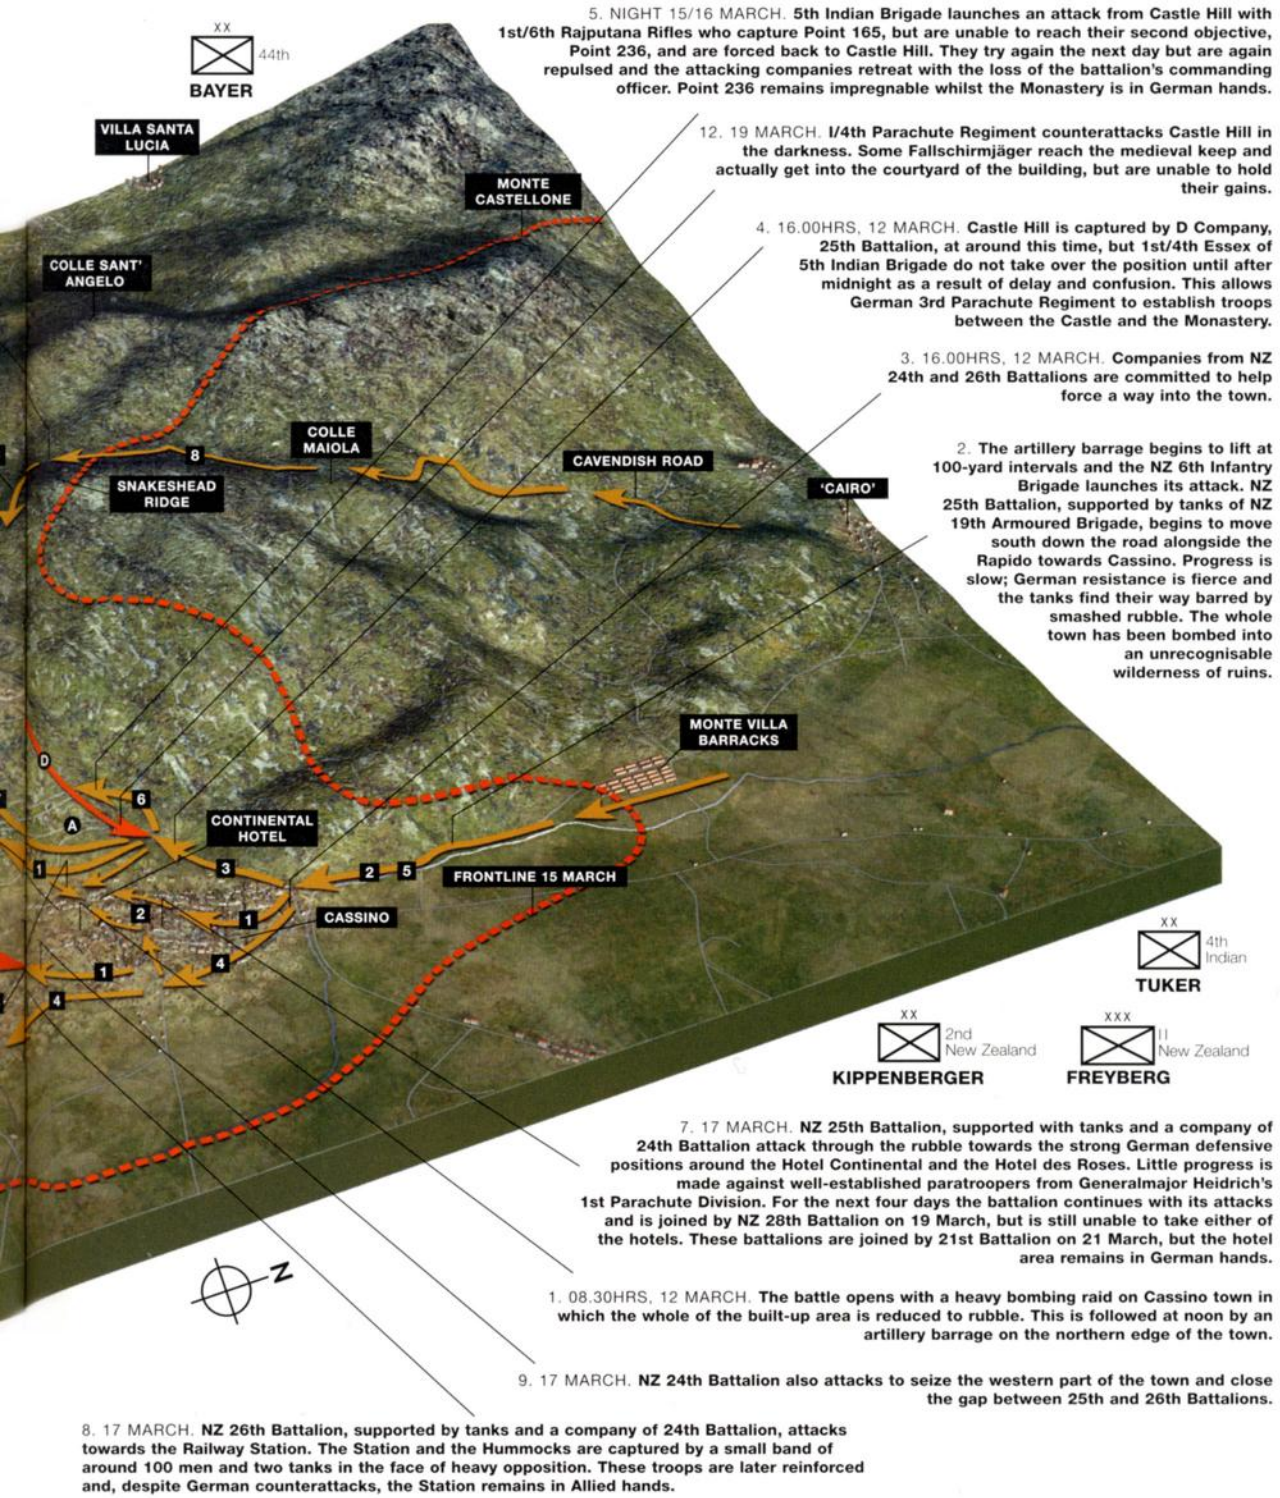 5. NIGHT 15/16 MARCH. 5th Indian Brigade launches an attack from Castle Hill with
1st/6th Rajputana Rifles who capture Point 165, but are unable to reach their second objective,
Point 236, and are forced back to Castle Hill. They try again the next day but are again
repulsed and the attacking companies retreat with the loss of the battalion's commanding
officer. Point 236 remains impregnable whilst the Monastery is in German hands.
XX
44th
BAYER
VILLA SANTA
LUCIA
12. 19 MARCH. I/4th Parachute Regiment counterattacks Castle Hill in
the darkness. Some Fallschirmjäger reach the medieval keep and
actually get into the courtyard of the building, but are unable to hold
their gains.
MONTE
CASTELLONE
4. 16.00HRS, 12 MARCH. Castle Hill is captured by D Company,
25th Battalion, at around this time, but 1st/4th Essex of
5th Indian Brigade do not take over the position until after
midnight as a result of delay and confusion. This allows
German 3rd Parachute Regiment to establish troops
between the Castle and the Monastery.
COLLE SANT'
ANGELO
3. 16.00HRS, 12 MARCH. Companies from NZ
24th and 26th Battalions are committed to help
force a way into the town.
COLLE
MAIOLA
8
CAVENDISH ROAD
SNAKESHEAD
RIDGE
'CAIRO'
2. The artillery barrage begins to lift at
100-yard intervals and the NZ 6th Infantry
Brigade launches its attack. NZ
25th Battalion, supported by tanks of NZ
19th Armoured Brigade, begins to move
south down the road alongside the
Rapido towards Cassino. Progress is
slow; German resistance is fierce and
the tanks find their way barred by
smashed rubble. The whole
town has been bombed into
an unrecognisable
wilderness of ruins.
MONTE VILLA
BARRACKS
D
6
A
CONTINENTAL
HOTEL
1
3
2
5
FRONTLINE 15 MARCH
2
1
CASSINO
1
4
4
XX
4th
Indian
TUKER
XX
2nd
New Zealand
KIPPENBERGER
XXX
II
New Zealand
FREYBERG
7. 17 MARCH. NZ 25th Battalion, supported with tanks and a company of
24th Battalion attack through the rubble towards the strong German defensive
positions around the Hotel Continental and the Hotel des Roses. Little progress is
made against well-established paratroopers from Generalmajor Heidrich's
1st Parachute Division. For the next four days the battalion continues with its attacks
and is joined by NZ 28th Battalion on 19 March, but is still unable to take either of
the hotels. These battalions are joined by 21st Battalion on 21 March, but the hotel
area remains in German hands.
N
1. 08.30HRS, 12 MARCH. The battle opens with a heavy bombing raid on Cassino town in
which the whole of the built-up area is reduced to rubble. This is followed at noon by an
artillery barrage on the northern edge of the town.
9. 17 MARCH. NZ 24th Battalion also attacks to seize the western part of the town and close
the gap between 25th and 26th Battalions.
8. 17 MARCH. NZ 26th Battalion, supported by tanks and a company of 24th Battalion, attacks
towards the Railway Station. The Station and the Hummocks are captured by a small band of
around 100 men and two tanks in the face of heavy opposition. These troops are later reinforced
and, despite German counterattacks, the Station remains in Allied hands.